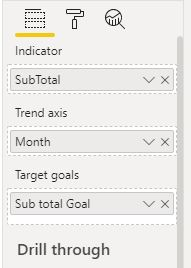 Indicator
SubTotal
Trend axis
Month
Target goals
Sub total Goal
Drill through